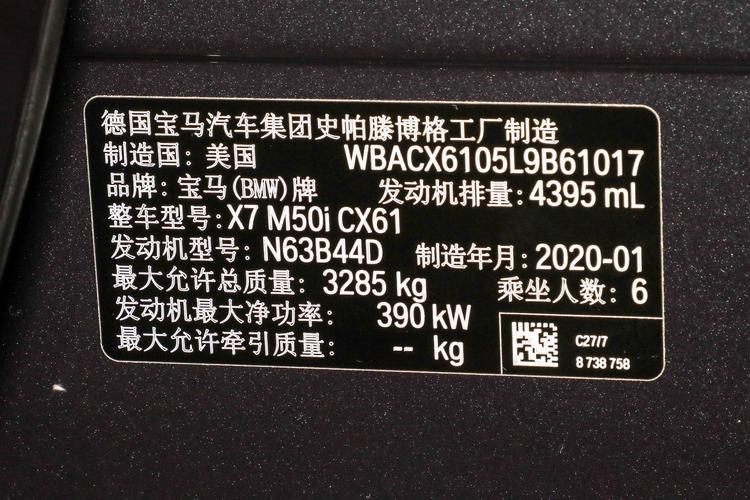 德国宝马汽车集团史帕滕博格工厂制造
制造国: 美国 WBACX6105L9B61017
品牌: 宝马(BMW)牌 发动机排量: 4395 mL
整车型号: X7 M50i CX61
发动机型号: N63B44D 制造年月: 2020-01
最大允许总质量: 3285 kg 乘坐人数: 6
发动机最大净功率: 390 kW
最大允许牵引质量: -- kg
C27/7
8 738 758